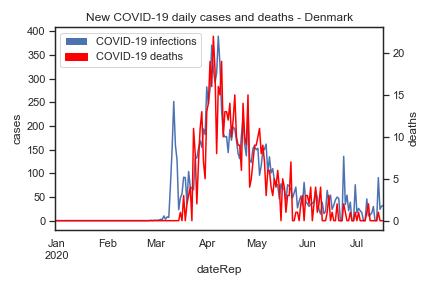 New COVID-19 daily cases and deaths - Denmark
COVID-19 infections
COVID-19 deaths
400
350
300
250
200
150
100
50
0
cases
20
15
10
5
0
deaths
Jan Feb Mar Apr May Jun Jul
2020
dateRep